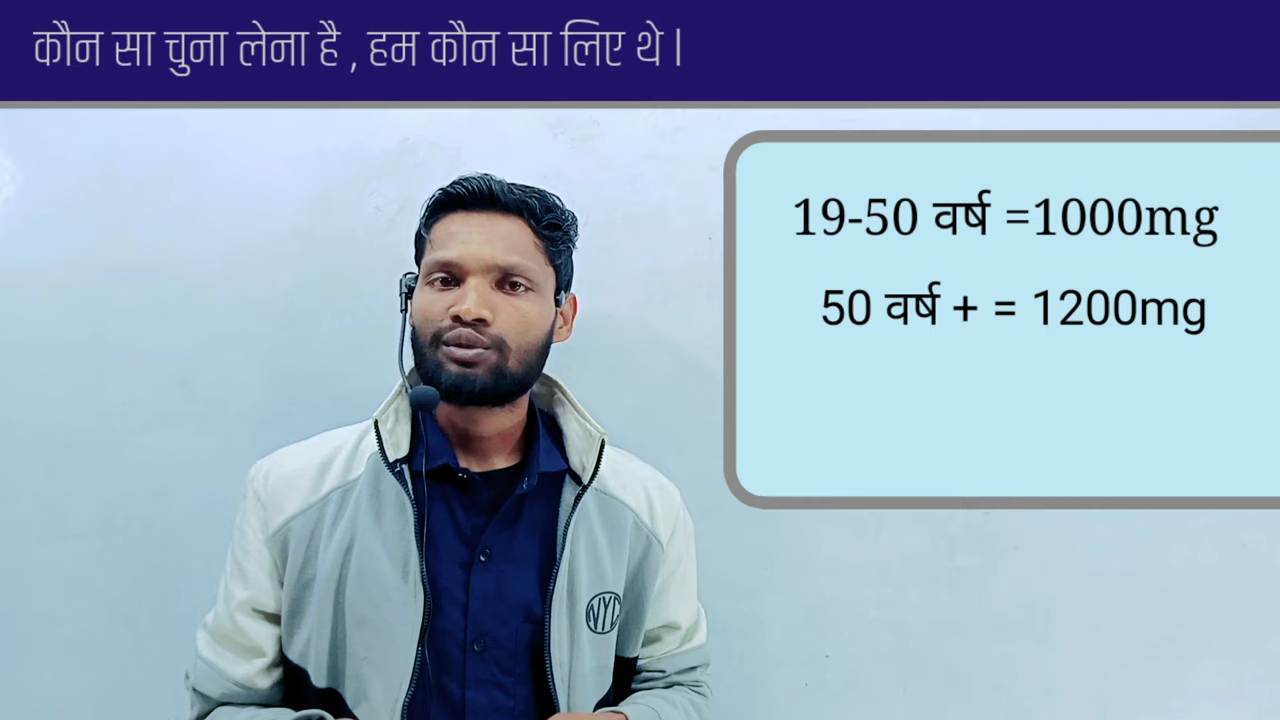 कौन सा चुना लेना है , हम कौन सा लिए थे ।
19-50 वर्ष =1000mg
50 वर्ष + = 1200mg
NYC